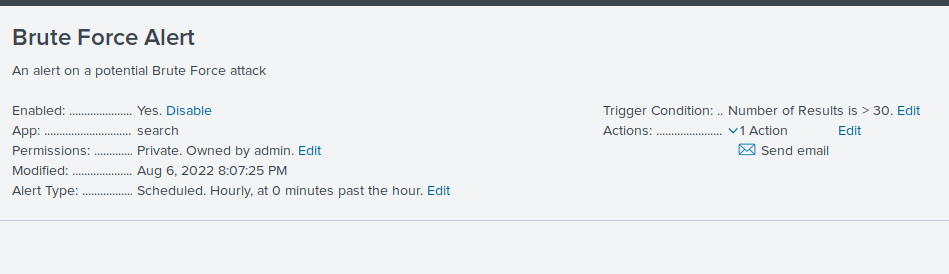 Brute Force Alert
An alert on a potential Brute Force attack
Enabled: ..................... Yes. Disable
App: ............................. search
Permissions: ............. Private. Owned by admin. Edit
Modified: .................... Aug 6, 2022 8:07:25 PM
Alert Type: ................. Scheduled. Hourly, at 0 minutes past the hour. Edit
Trigger Condition: .. Number of Results is > 30. Edit
Actions: ...................... 1 Action Edit
Send email